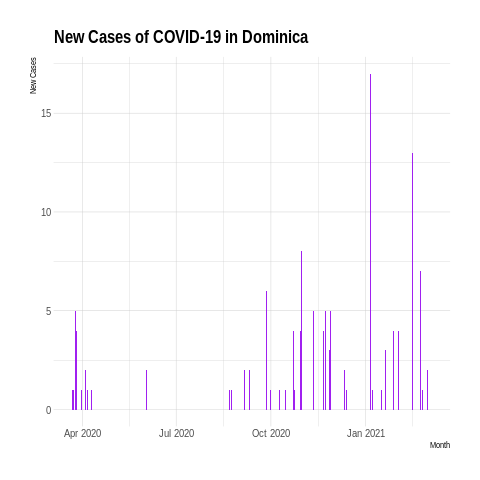 New Cases of COVID-19 in Dominica
New Cases
15
10
5
0
Apr 2020 Jul 2020 Oct 2020 Jan 2021
Month